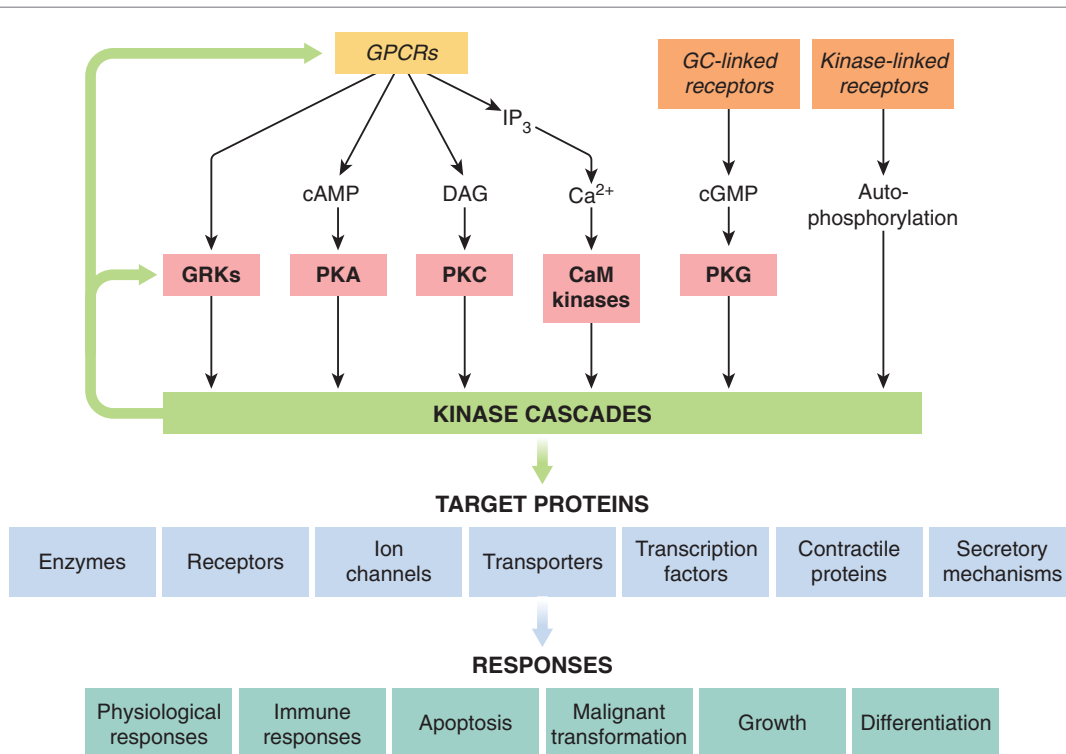 GPCRs
GC-linked
receptors
Kinase-linked
receptors
IP3
cAMP
DAG
Ca2+
cGMP
Auto-
phosphorylation
GRKs
PKA
PKC
CaM
kinases
PKG
KINASE CASCADES
TARGET PROTEINS
Enzymes
Receptors
Ion
channels
Transporters
Transcription
factors
Contractile
proteins
Secretory
mechanisms
RESPONSES
Physiological
responses
Immune
responses
Apoptosis
Malignant
transformation
Growth
Differentiation